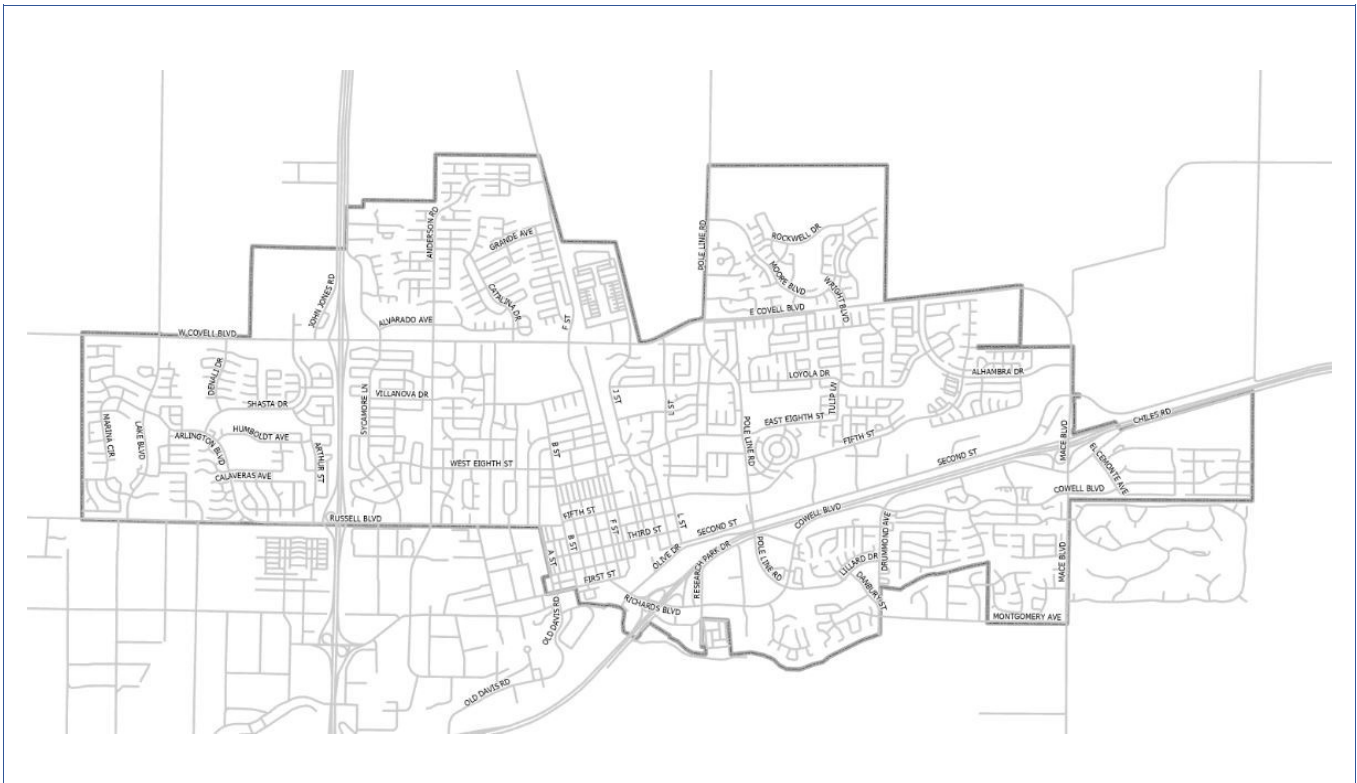 ANDERSON RD
GRANDE AVE
POLE LINE RD
ROCKWELL DR
MOORE BLVD
WRIGHT BLVD
JOHN JONES RD
CATALINA DR
E COVELL BLVD
ALVARADO AVE
F ST
W COVELL BLVD
DENALI DR
LOYOLA DR
ALHAMBRA DR
SHASTA DR
SYCAMORE LN
VILLANOVA DR
J ST
L ST
TULIP LN
MARINA CIR
LAKE BLVD
ARLINGTON BLVD
HUMBOLDT AVE
ARTHUR ST
B ST
POLE LINE RD
EAST EIGHTH ST
FIFTH ST
MACE BLVD
CHILES RD
CALAVERAS AVE
WEST EIGHTH ST
SECOND ST
EL CEMONTE AVE
COWELL BLVD
RUSSELL BLVD
FIFTH ST
F ST
THIRD ST
L ST
SECOND ST
COWELL BLVD
A ST
B ST
OLIVE DR
RESEARCH PARK DR
POLE LINE RD
LILLARD DR
DRUMMOND AVE
DANBURY ST
MACE BLVD
FIRST ST
RICHARDS BLVD
OLD DAVIS RD
MONTGOMERY AVE
OLD DAVIS RD